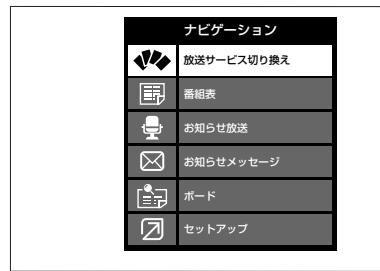 ナビゲーション
放送サービス切り換え
番組表
お知らせ放送
お知らせメッセージ
ボード
セットアップ